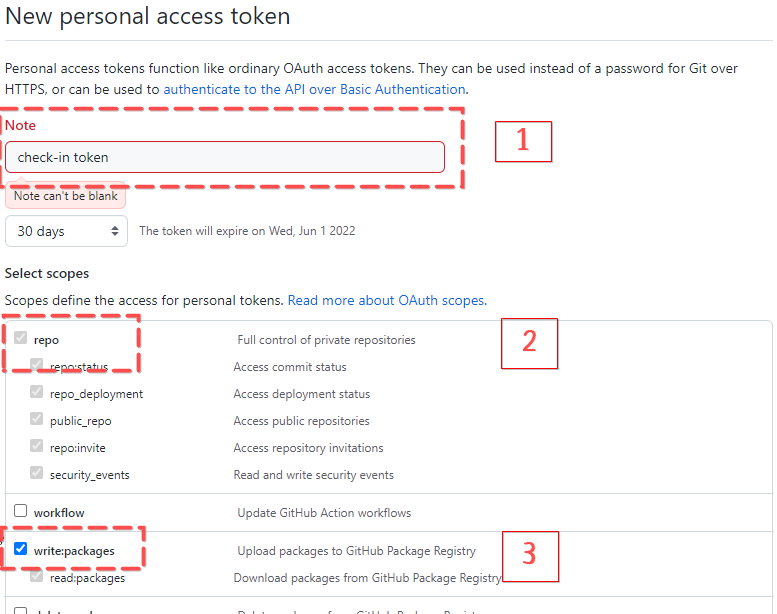 New personal access token
Personal access tokens function like ordinary OAuth access tokens. They can be used instead of a password for Git over
HTTPS, or can be used to authenticate to the API over Basic Authentication.
Note
1
check-in token
Note can't be blank
30 days The token will expire on Wed, Jun 1 2022
Select scopes
Scopes define the access for personal tokens. Read more about OAuth scopes.
repo Full control of private repositories
2
repo:status Access commit status
repo_deployment Access deployment status
public_repo Access public repositories
repo:invite Access repository invitations
security_events Read and write security events
workflow Update GitHub Action workflows
write:packages Upload packages to GitHub Package Registry
3
read:packages Download packages from GitHub Package Registry